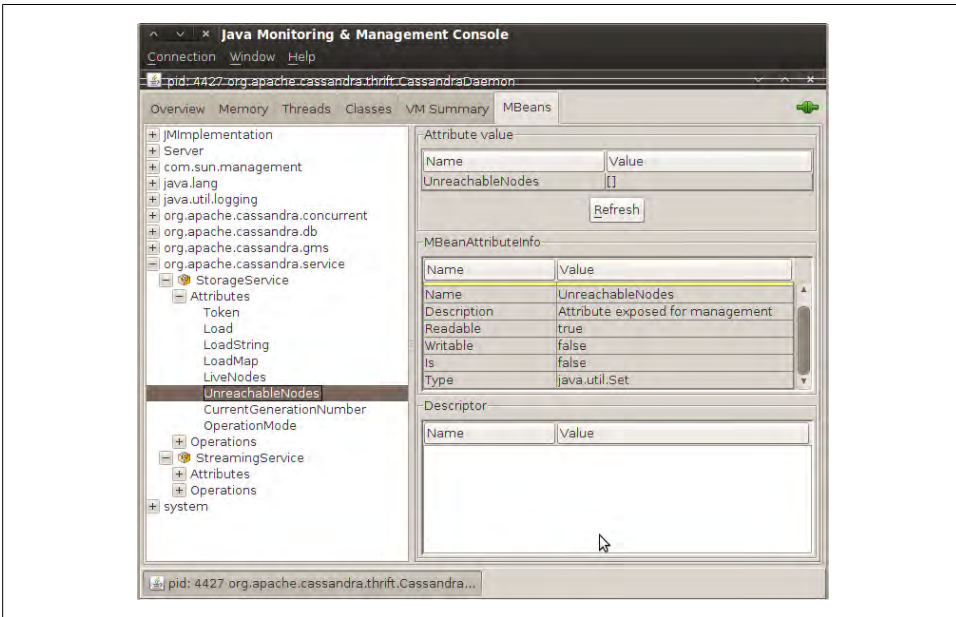 Java Monitoring & Management Console
Connection Window Help
pid: 4427 org.apache.cassandra.thrift.CassandraDaemon
Overview Memory Threads Classes VM Summary MBeans
JMImplementation
Server
com.sun.management
java.lang
java.util.logging
org.apache.cassandra.concurrent
org.apache.cassandra.db
org.apache.cassandra.gms
org.apache.cassandra.service
StorageService
Attributes
Token
Load
LoadString
LoadMap
LiveNodes
UnreachableNodes
CurrentGenerationNumber
OperationMode
Operations
StreamingService
Attributes
Operations
system
Attribute value
Name Value
UnreachableNodes []
Refresh
MBeanAttributeInfo
Name Value
Name UnreachableNodes
Description Attribute exposed for management
Readable true
Writable false
Is false
Type java.util.Set
Descriptor
Name Value
pid: 4427 org.apache.cassandra.thrift.Cassandra...